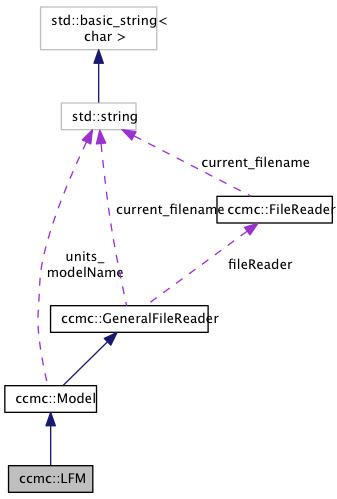 std::basic_string<
char >
std::string
current_filename
current_filename
ccmc::FileReader
units_
modelName
fileReader
ccmc::GeneralFileReader
ccmc::Model
ccmc::LFM